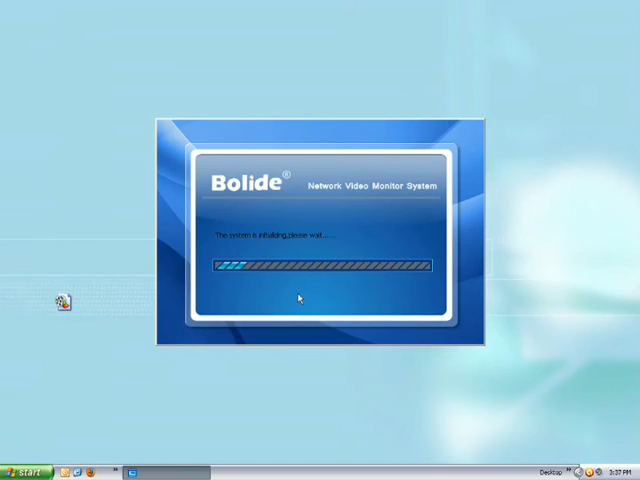 Bolide®
Network Video Monitor System
The system is initializing,please wait......
start
»
Desktop »
3:37 PM